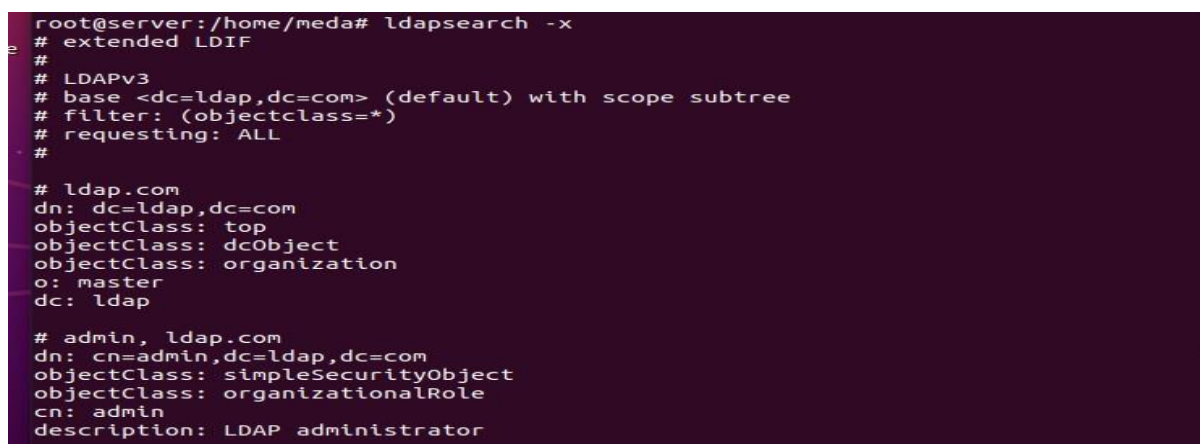 root@server:/home/meda# ldapsearch -x
# extended LDIF
#
# LDAPv3
# base <dc=ldap,dc=com> (default) with scope subtree
# filter: (objectclass=*)
# requesting: ALL
#
# ldap.com
dn: dc=ldap,dc=com
objectClass: top
objectClass: dcObject
objectClass: organization
o: master
dc: ldap
# admin, ldap.com
dn: cn=admin,dc=ldap,dc=com
objectClass: simpleSecurityObject
objectClass: organizationalRole
cn: admin
description: LDAP administrator